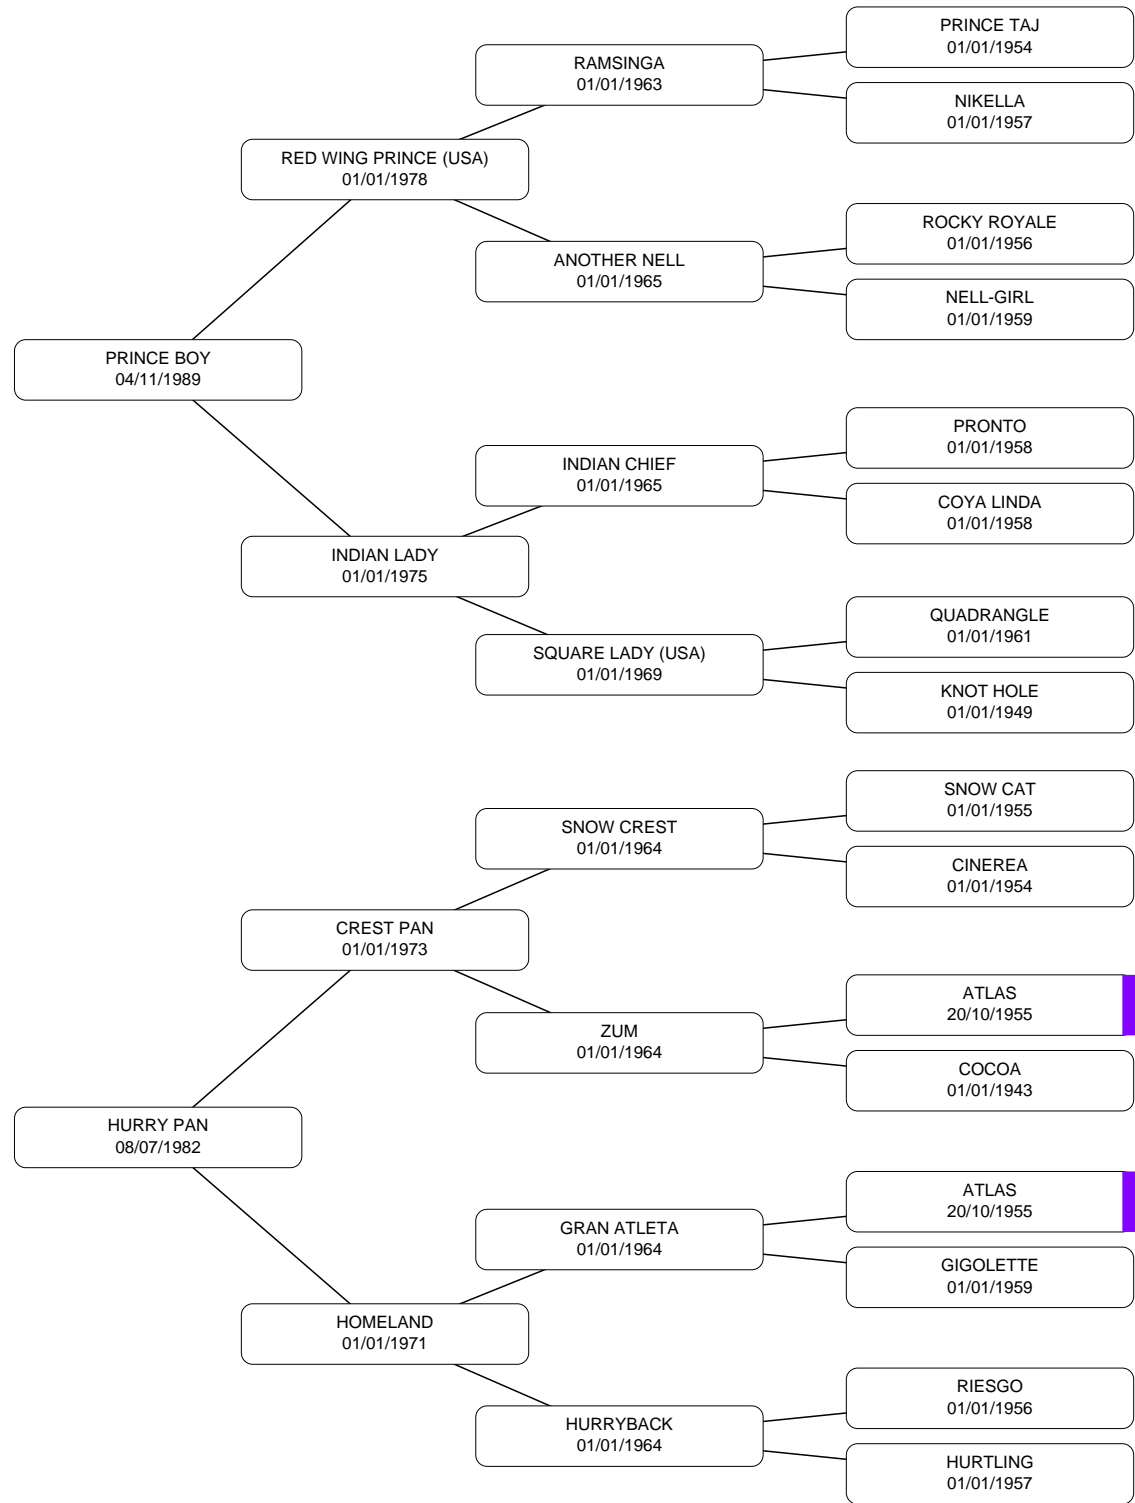 PRINCE TAJ
01/01/1954
RAMSINGA
01/01/1963
NIKELLA
01/01/1957
RED WING PRINCE (USA)
01/01/1978
ROCKY ROYALE
01/01/1956
ANOTHER NELL
01/01/1965
NELL-GIRL
01/01/1959
PRINCE BOY
04/11/1989
PRONTO
01/01/1958
INDIAN CHIEF
01/01/1965
COYA LINDA
01/01/1958
INDIAN LADY
01/01/1975
QUADRANGLE
01/01/1961
SQUARE LADY (USA)
01/01/1969
KNOT HOLE
01/01/1949
SNOW CAT
01/01/1955
SNOW CREST
01/01/1964
CINEREA
01/01/1954
CREST PAN
01/01/1973
ATLAS
20/10/1955
ZUM
01/01/1964
COCOA
01/01/1943
HURRY PAN
08/07/1982
ATLAS
20/10/1955
GRAN ATLETA
01/01/1964
GIGOLETTE
01/01/1959
HOMELAND
01/01/1971
RIESGO
01/01/1956
HURRYBACK
01/01/1964
HURTLING
01/01/1957